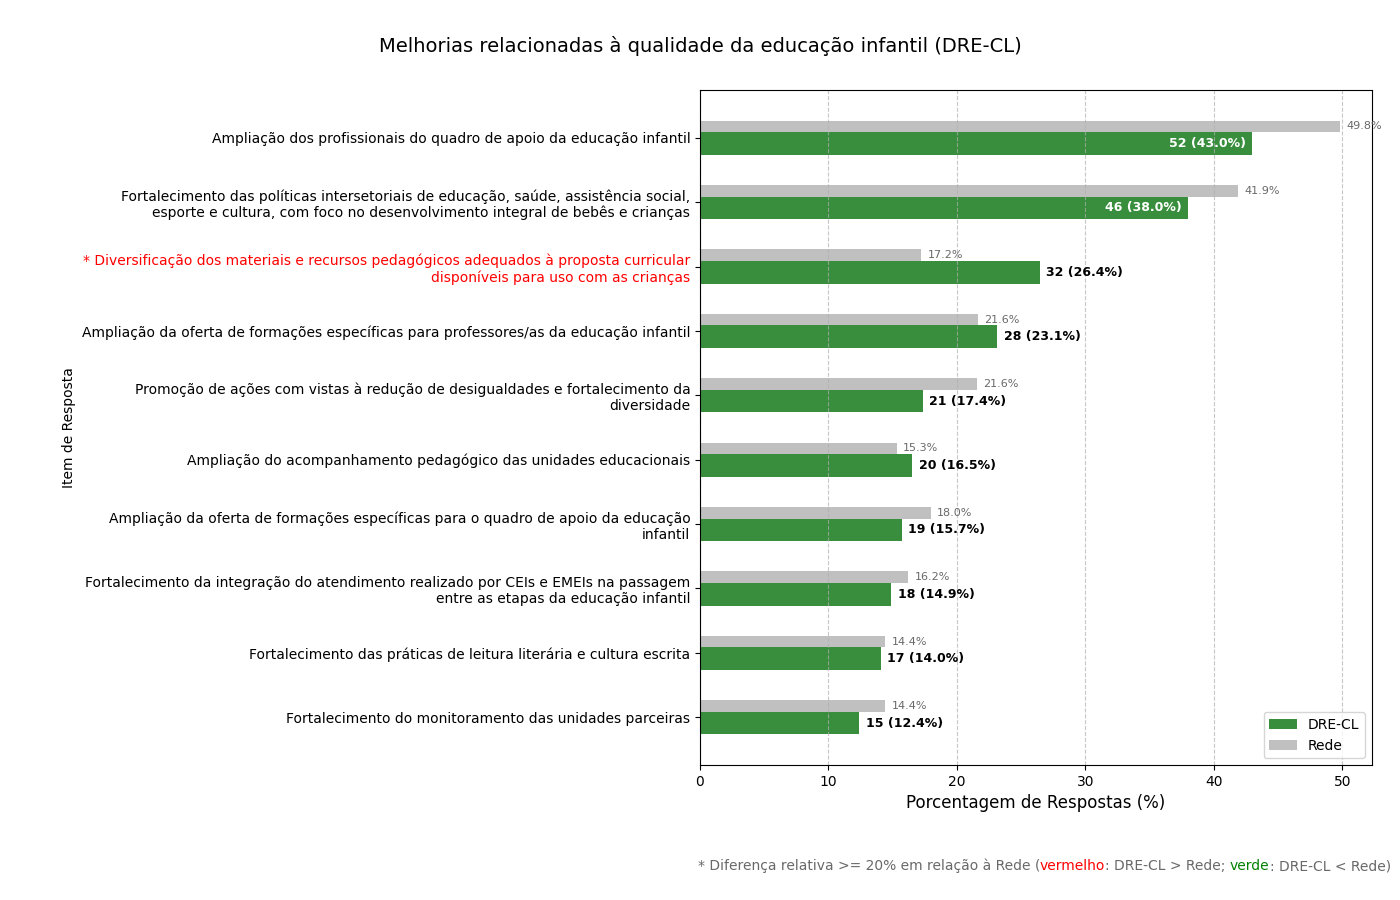 Melhorias relacionadas à qualidade da educação infantil (DRE-CL)
Ampliação dos profissionais do quadro de apoio da educação infantil
49.8%
52 (43.0%)
Fortalecimento das políticas intersetoriais de educação, saúde, assistência social,
esporte e cultura, com foco no desenvolvimento integral de bebês e crianças
41.9%
46 (38.0%)
* Diversificação dos materiais e recursos pedagógicos adequados à proposta curricular
disponíveis para uso com as crianças
17.2%
32 (26.4%)
Ampliação da oferta de formações específicas para professores/as da educação infantil
21.6%
28 (23.1%)
Promoção de ações com vistas à redução de desigualdades e fortalecimento da
diversidade
21.6%
21 (17.4%)
Ampliação do acompanhamento pedagógico das unidades educacionais
15.3%
20 (16.5%)
Ampliação da oferta de formações específicas para o quadro de apoio da educação
infantil
18.0%
19 (15.7%)
Fortalecimento da integração do atendimento realizado por CEIs e EMEIs na passagem
entre as etapas da educação infantil
16.2%
18 (14.9%)
Fortalecimento das práticas de leitura literária e cultura escrita
14.4%
17 (14.0%)
Fortalecimento do monitoramento das unidades parceiras
14.4%
15 (12.4%)
Item de Resposta
DRE-CL
Rede
0 10 20 30 40 50
Porcentagem de Respostas (%)
* Diferença relativa >= 20% em relação à Rede (vermelho: DRE-CL > Rede; verde: DRE-CL < Rede)